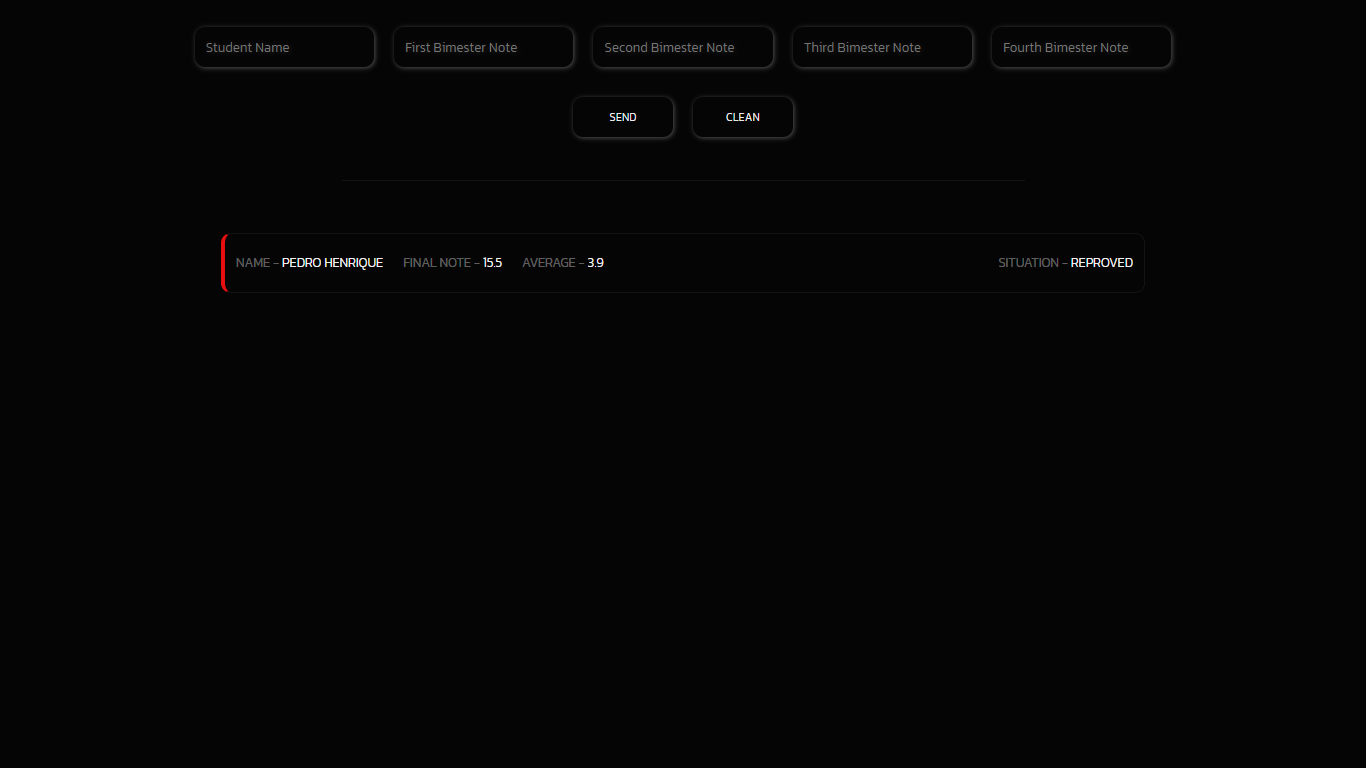 Student Name First Bimester Note Second Bimester Note Third Bimester Note Fourth Bimester Note
SEND CLEAN
NAME - PEDRO HENRIQUE FINAL NOTE - 15.5 AVERAGE - 3.9 SITUATION - REPROVED